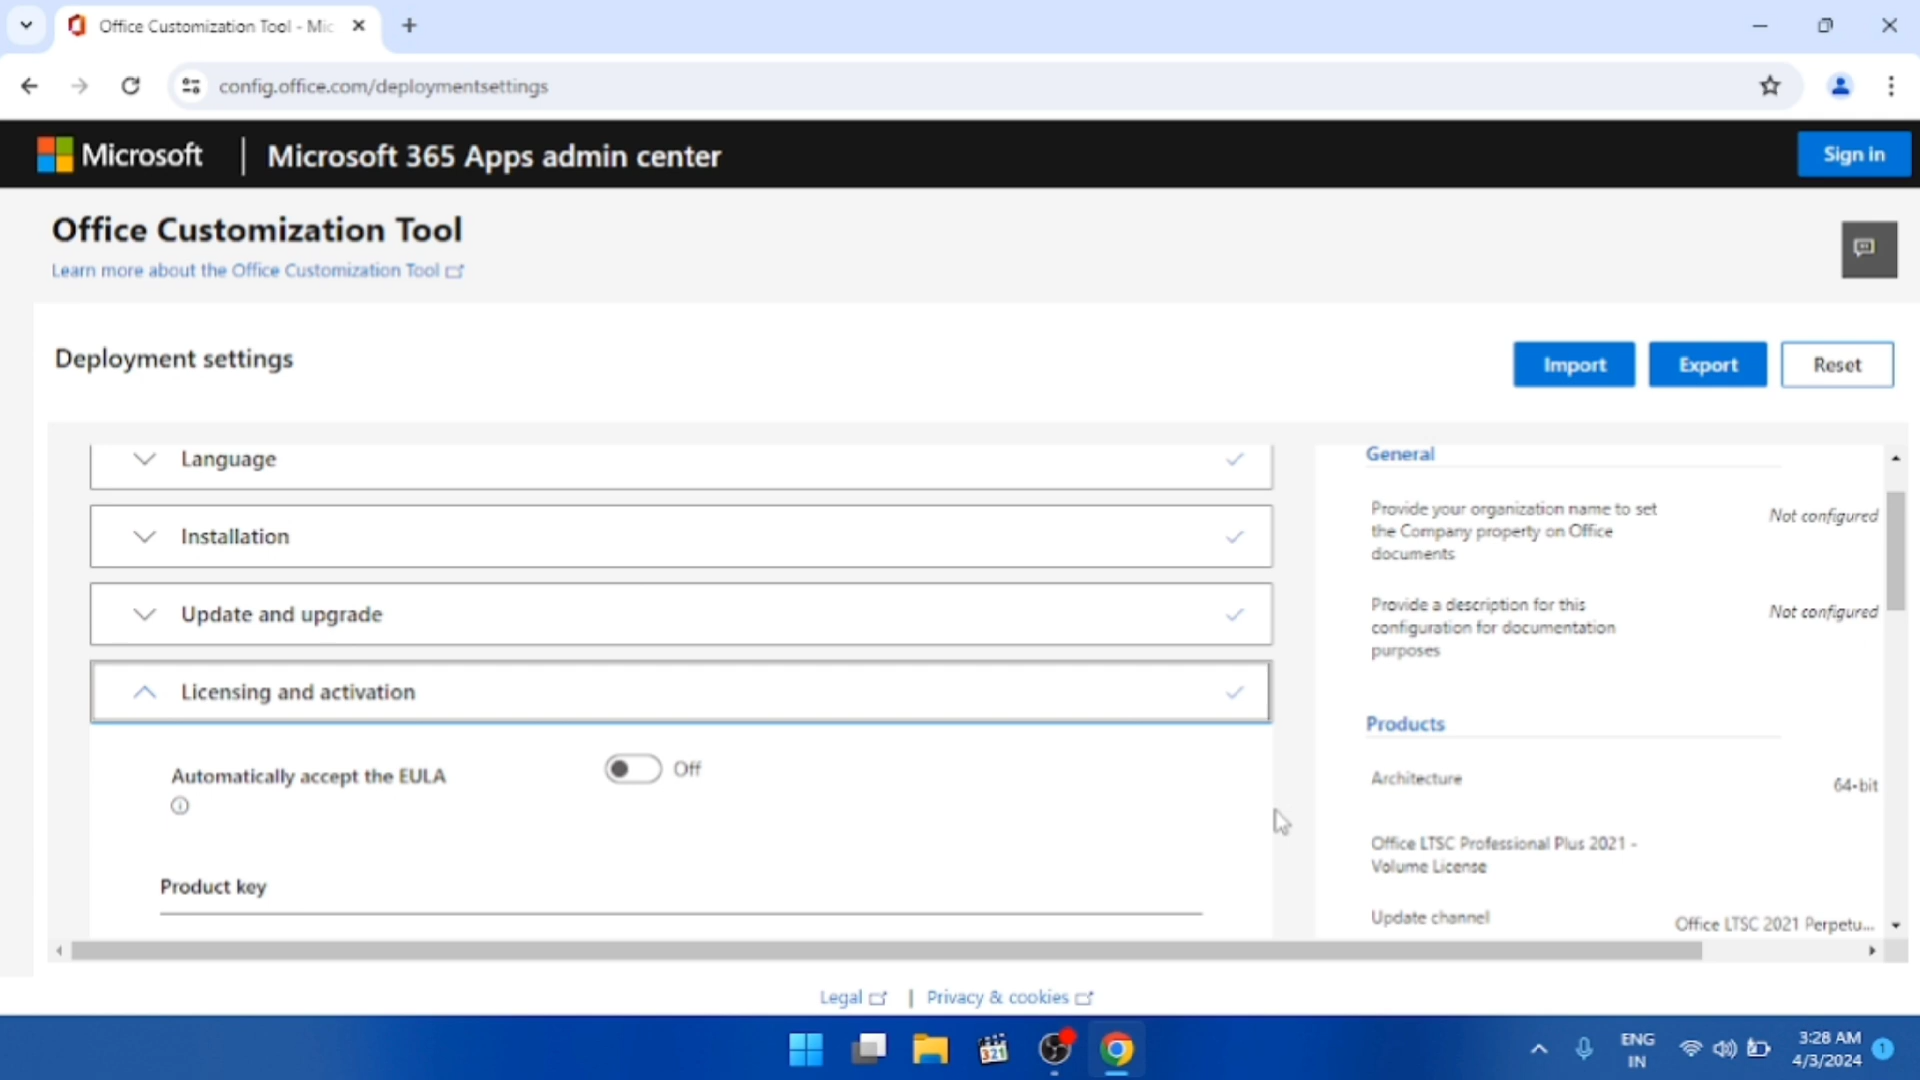 Office Customization Tool - Mic
config.office.com/deploymentsettings
Microsoft
Microsoft 365 Apps admin center
Sign in
Office Customization Tool
Learn more about the Office Customization Tool
Deployment settings
Import
Export
Reset
Language
Installation
Update and upgrade
Licensing and activation
Automatically accept the EULA
Off
Product key
General
Provide your organization name to set
the Company property on Office
documents
Not configured
Provide a description for this
configuration for documentation
purposes
Not configured
Products
Architecture
64-bit
Office LTSC Professional Plus 2021 -
Volume License
Update channel
Office LTSC 2021 Perpetu...
Legal
|
Privacy & cookies
321
ENG
IN
3:28 AM
4/3/2024
1